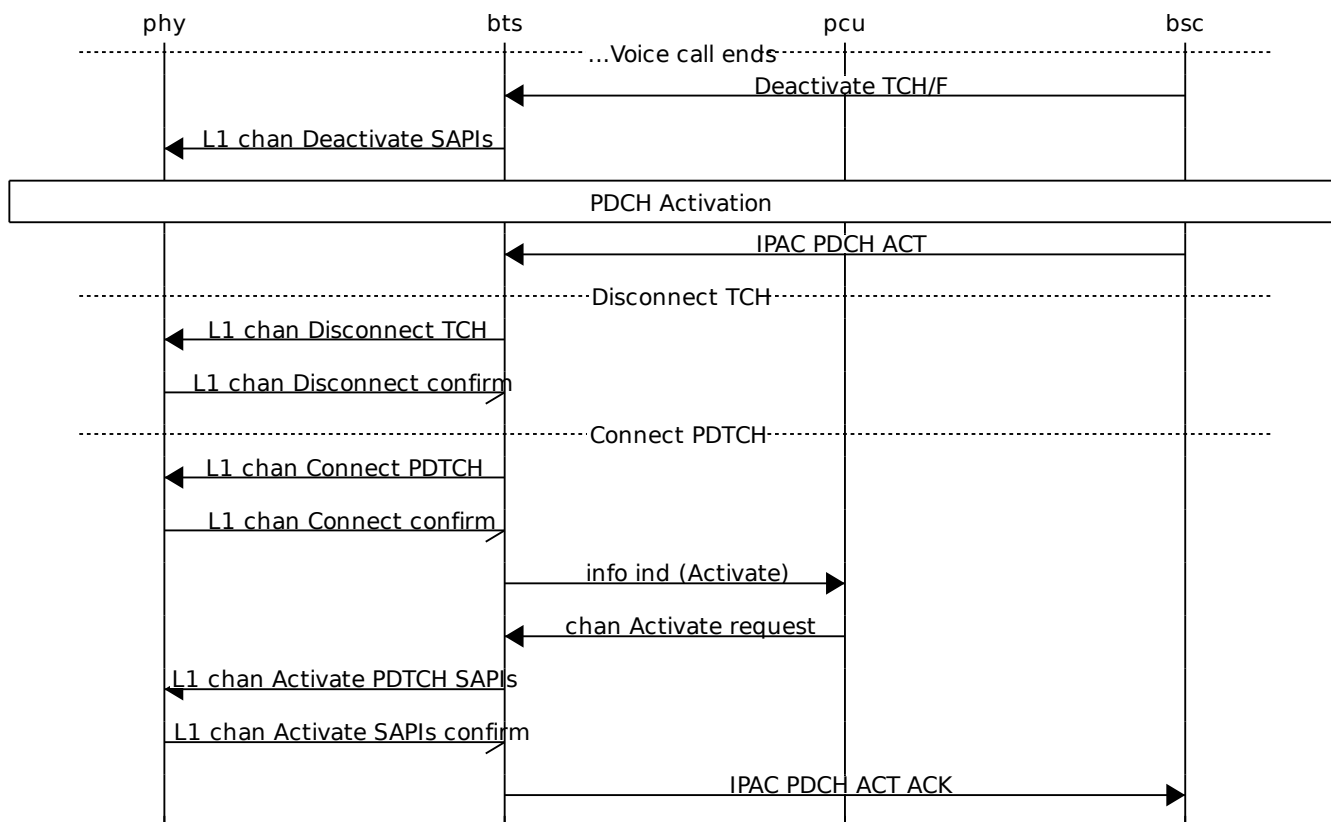 phy bts pcu bsc
...Voice call ends
Deactivate TCH/F
L1 chan Deactivate SAPIs
PDCH Activation
IPAC PDCH ACT
Disconnect TCH
L1 chan Disconnect TCH
L1 chan Disconnect confirm
Connect PDTCH
L1 chan Connect PDTCH
L1 chan Connect confirm
info ind (Activate)
chan Activate request
L1 chan Activate PDTCH SAPIs
L1 chan Activate SAPIs confirm
IPAC PDCH ACT ACK